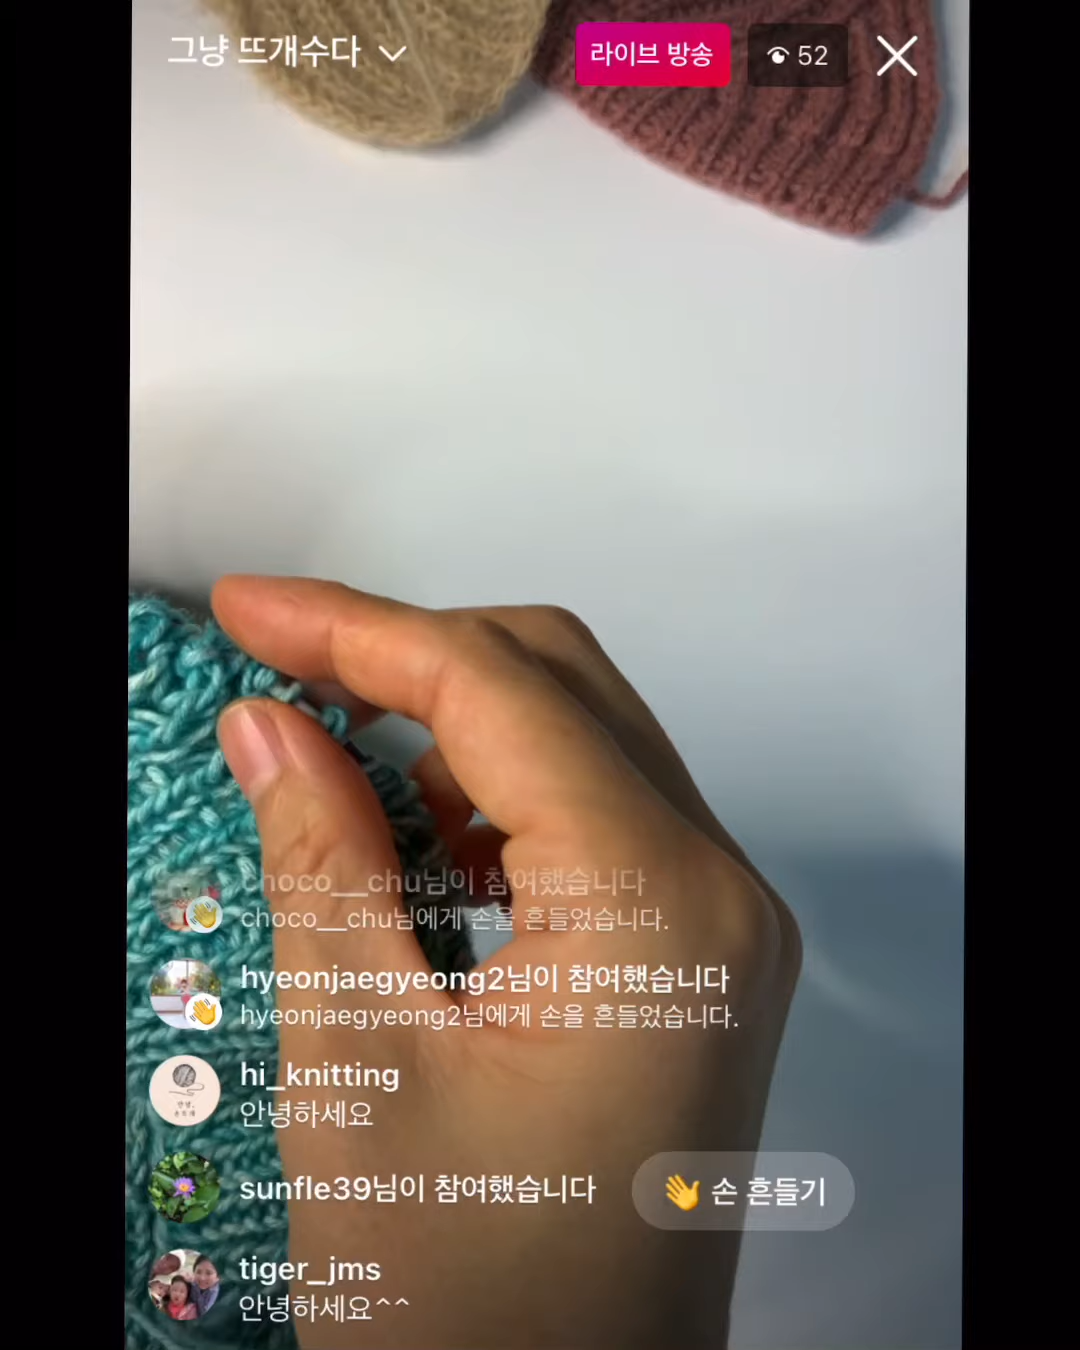 그냥 뜨개수다
라이브 방송
52
choco__chu님이 참여했습니다
choco__chu님에게 손을 흔들었습니다.
hyeonjaegyeong2님이 참여했습니다
hyeonjaegyeong2님에게 손을 흔들었습니다.
hi_knitting
안녕하세요
sunfle39님이 참여했습니다
👋 손 흔들기
tiger_jms
안녕하세요^^